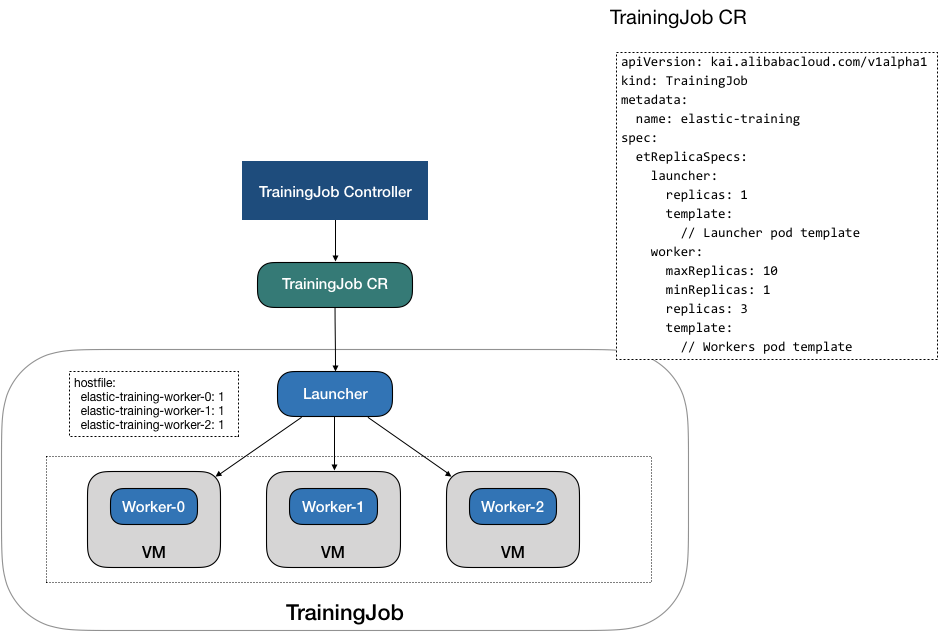 TrainingJob CR
apiVersion: kai.alibabacloud.com/v1alpha1
kind: TrainingJob
metadata:
  name: elastic-training
spec:
  etReplicaSpecs:
    launcher:
      replicas: 1
      template:
        // Launcher pod template
    worker:
      maxReplicas: 10
      minReplicas: 1
      replicas: 3
      template:
        // Workers pod template
TrainingJob Controller
TrainingJob CR
Launcher
hostfile:
  elastic-training-worker-0: 1
  elastic-training-worker-1: 1
  elastic-training-worker-2: 1
Worker-0
VM
Worker-1
VM
Worker-2
VM
TrainingJob